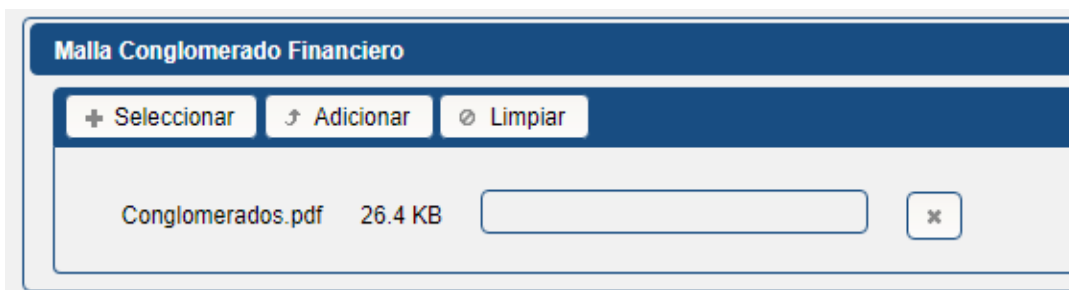 Malla Conglomerado Financiero
Seleccionar Adicionar Limpiar
Conglomerados.pdf 26.4 KB